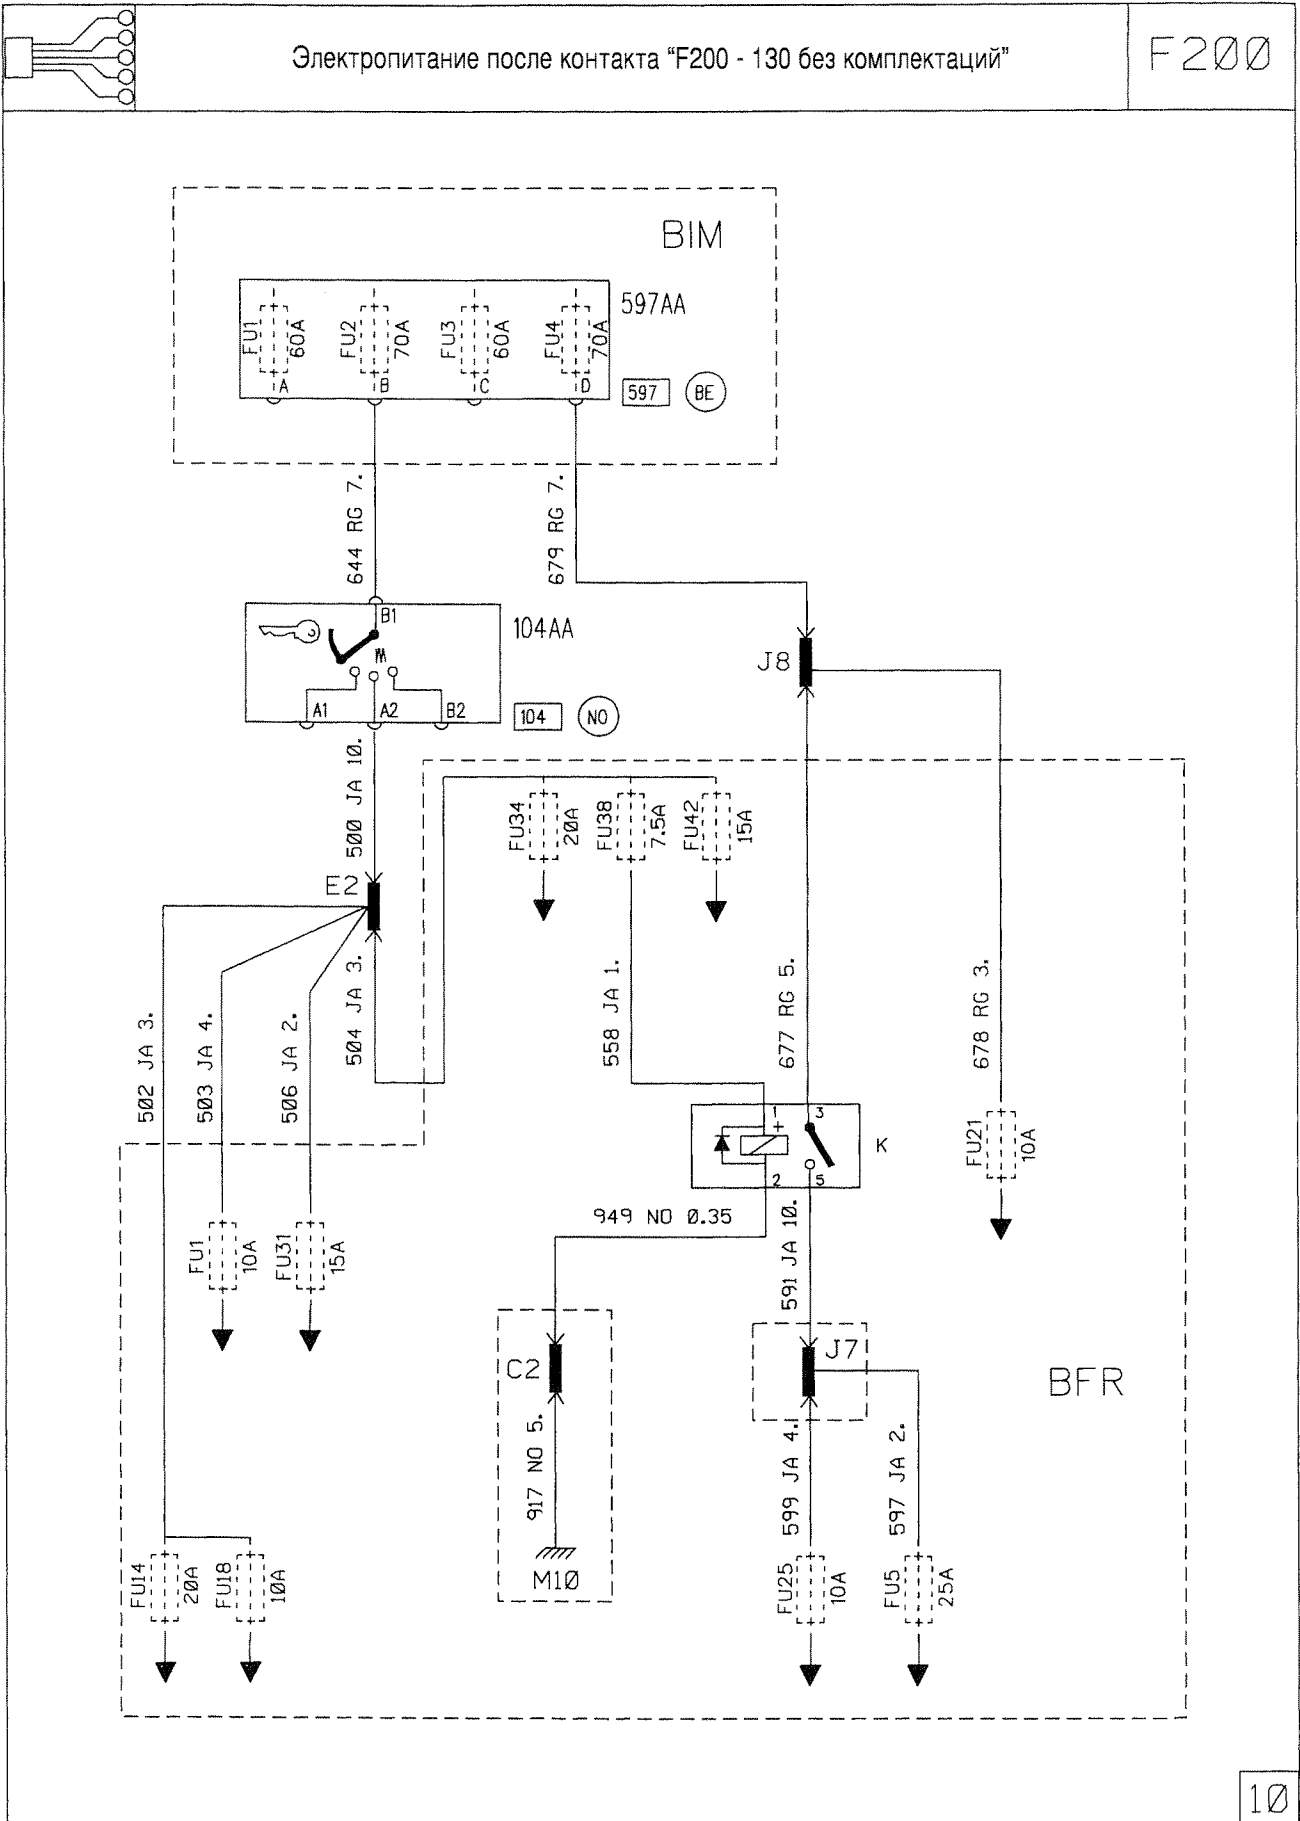 Электропитание после контакта “F200 - 130 без комплектаций”
F200
BIM
597AA
FU1
60A
FU2
70A
FU3
60A
FU4
70A
A
B
C
D
597
BE
644 RG 7.
679 RG 7.
B1
104AA
M
A1
A2
B2
104
NO
J8
500 JA 10.
E2
FU34
20A
FU38
7.5A
FU42
15A
502 JA 3.
503 JA 4.
506 JA 2.
504 JA 3.
558 JA 1.
677 RG 5.
678 RG 3.
1
+
3
2
5
K
FU21
10A
949 NO 0.35
591 JA 10.
FU1
10A
FU31
15A
C2
J7
BFR
917 NO 5.
599 JA 4.
597 JA 2.
M10
FU14
20A
FU18
10A
FU25
10A
FU5
25A
10